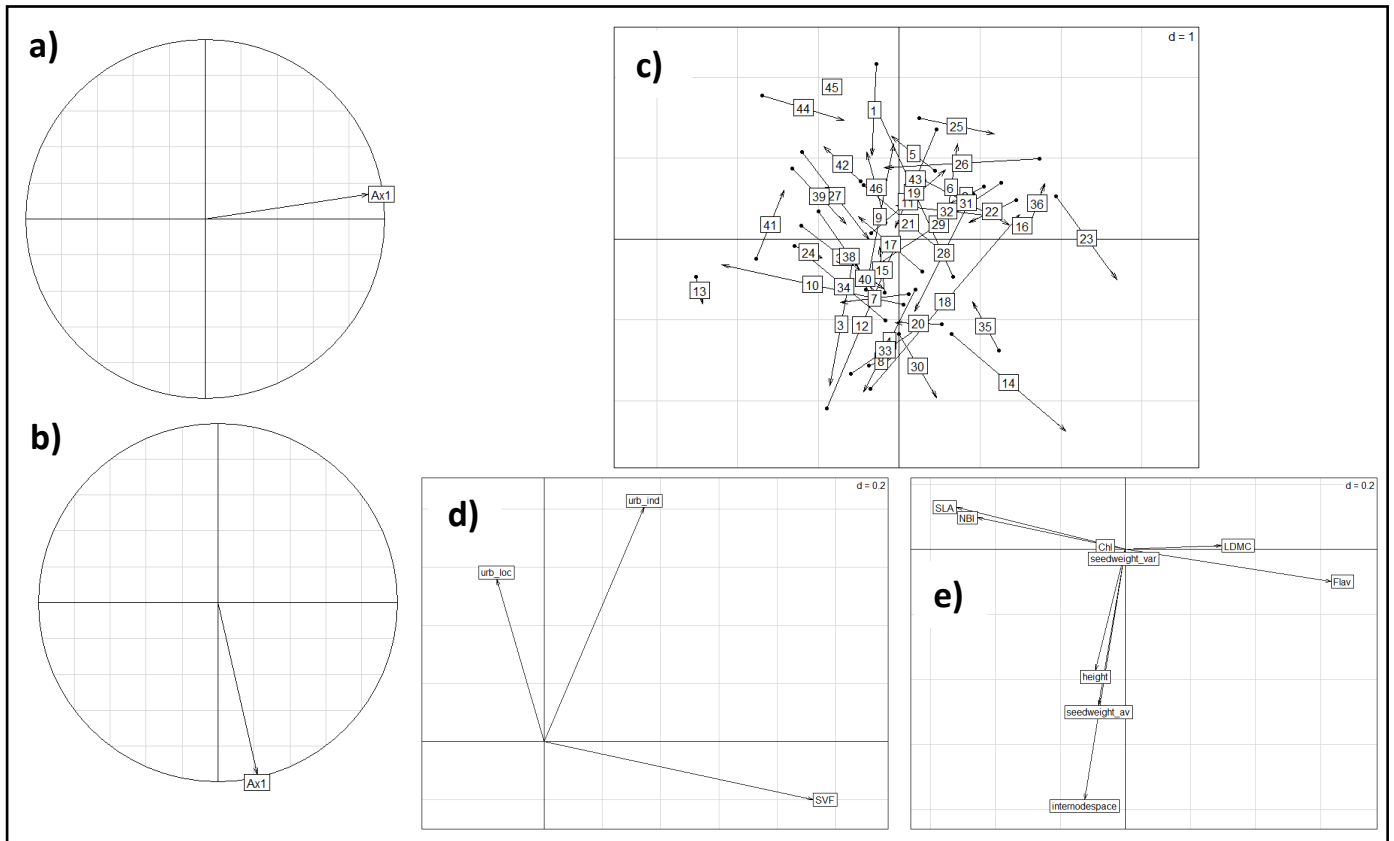 a)
Ax1
b)
Ax1
c)
d = 1
45
44
1
25
5
42
26
43
46
6
39
27
19
11
32
31
22
36
9
21
29
16
41
17
23
24
38
28
15
40
13
10
34
7
18
3
12
20
35
33
8
30
14
d)
d = 0.2
urb_ind
urb_loc
SVF
e)
d = 0.2
SLA
NBI
Chl
LDMC
seedweight_var
Flav
height
seedweight_av
internodespace